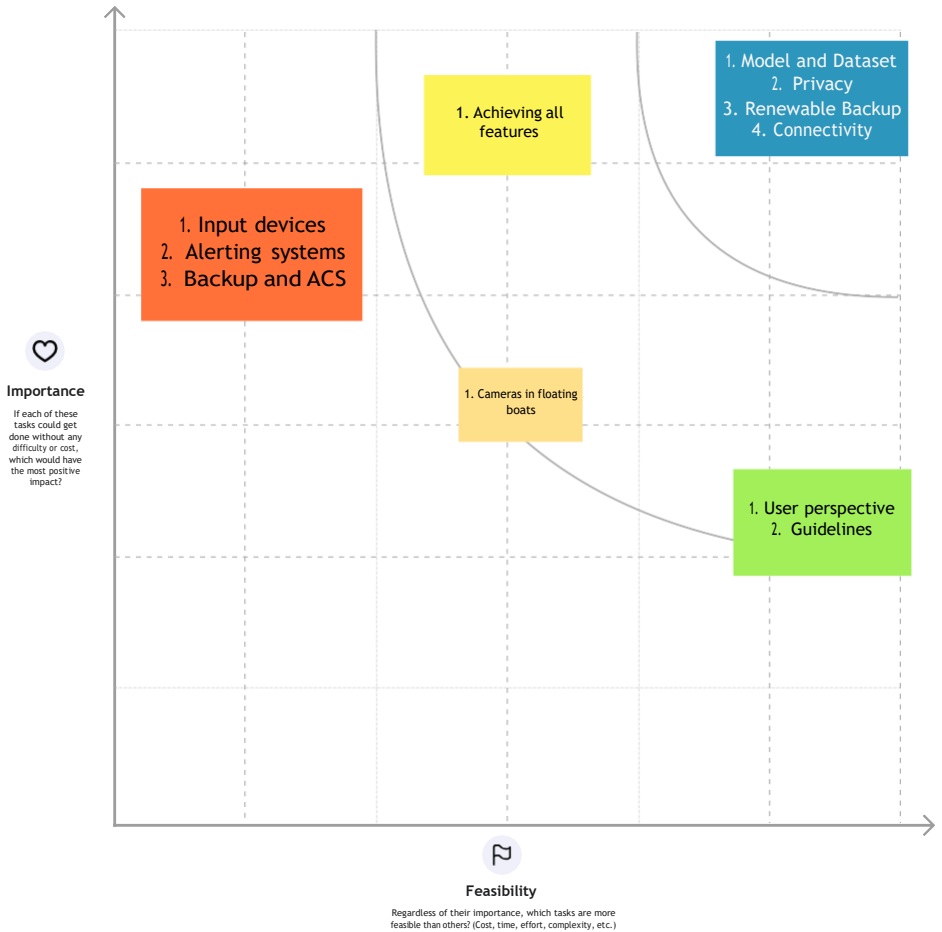 1. Model and Dataset
2. Privacy
3. Renewable Backup
4. Connectivity
1. Achieving all
features
1. Input devices
2. Alerting systems
3. Backup and ACS
Importance
If each of these
tasks could get
done without any
difficulty or cost,
which would have
the most positive
impact?
1. Cameras in floating
boats
1. User perspective
2. Guidelines
Feasibility
Regardless of their importance, which tasks are more
feasible than others? (Cost, time, effort, complexity, etc.)